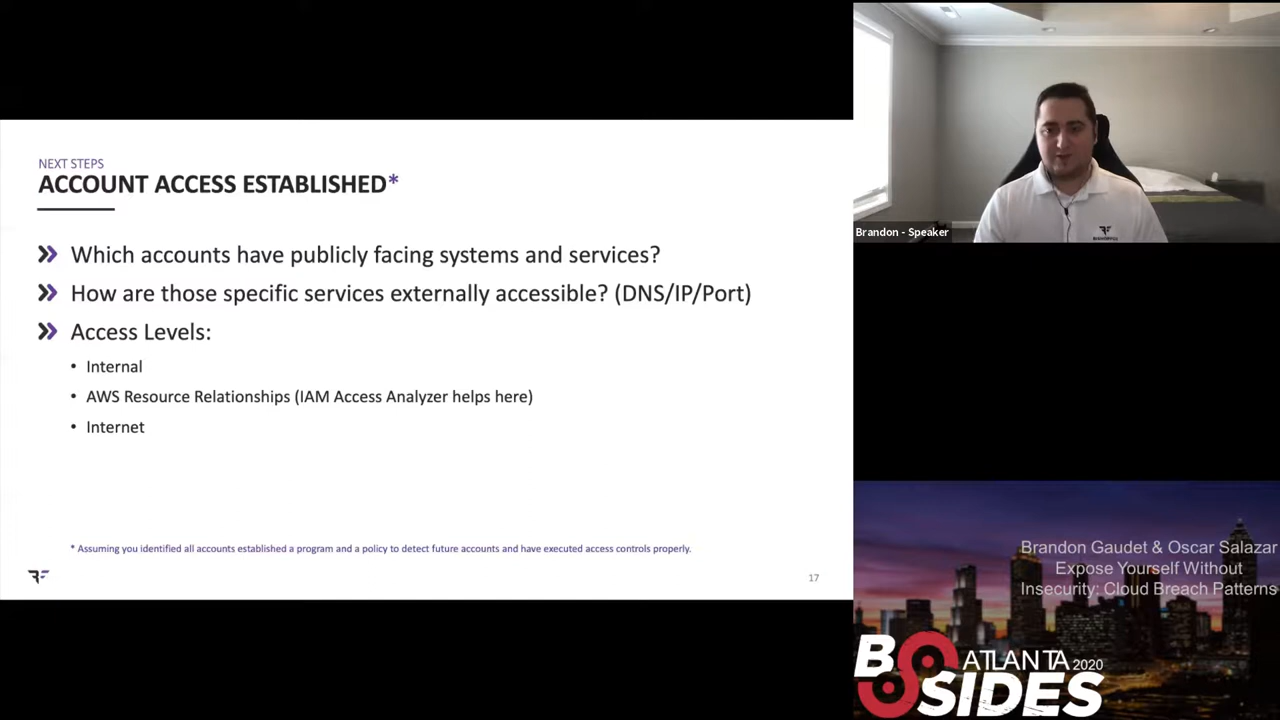 NEXT STEPS
ACCOUNT ACCESS ESTABLISHED*
Which accounts have publicly facing systems and services?
How are those specific services externally accessible? (DNS/IP/Port)
Access Levels:
• Internal
• AWS Resource Relationships (IAM Access Analyzer helps here)
• Internet
* Assuming you identified all accounts established a program and a policy to detect future accounts and have executed access controls properly.
17
Brandon - Speaker
Brandon Gaudet & Oscar Salazar
Expose Yourself Without
Insecurity: Cloud Breach Patterns
BSIDES
ATLANTA 2020